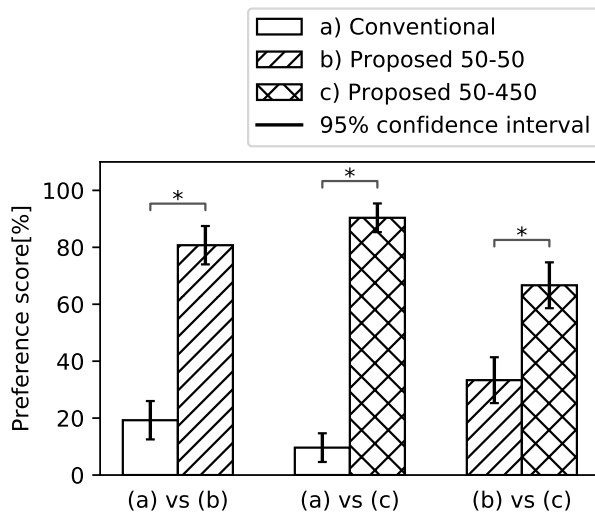 a) Conventional
b) Proposed 50-50
c) Proposed 50-450
95% confidence interval
Preference score[%]
100
80
60
40
20
0
*
*
*
(a) vs (b)
(a) vs (c)
(b) vs (c)